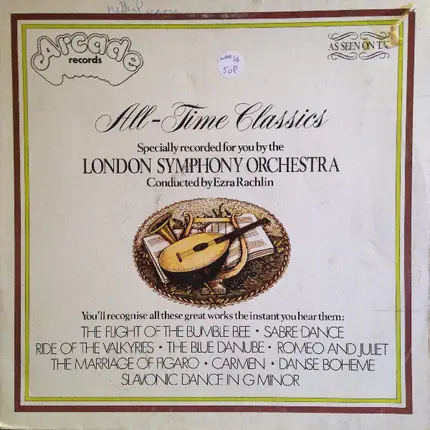 Arcade
records
AS SEEN ON T.V.
50P
All-Time Classics
Specially recorded for you by the
LONDON SYMPHONY ORCHESTRA
Conducted by Ezra Rachlin
You'll recognise all these great works the instant you hear them:
THE FLIGHT OF THE BUMBLE BEE • SABRE DANCE
RIDE OF THE VALKYRIES • THE BLUE DANUBE • ROMEO AND JULIET
THE MARRIAGE OF FIGARO • CARMEN • DANSE BOHEME
SLAVONIC DANCE IN G MINOR